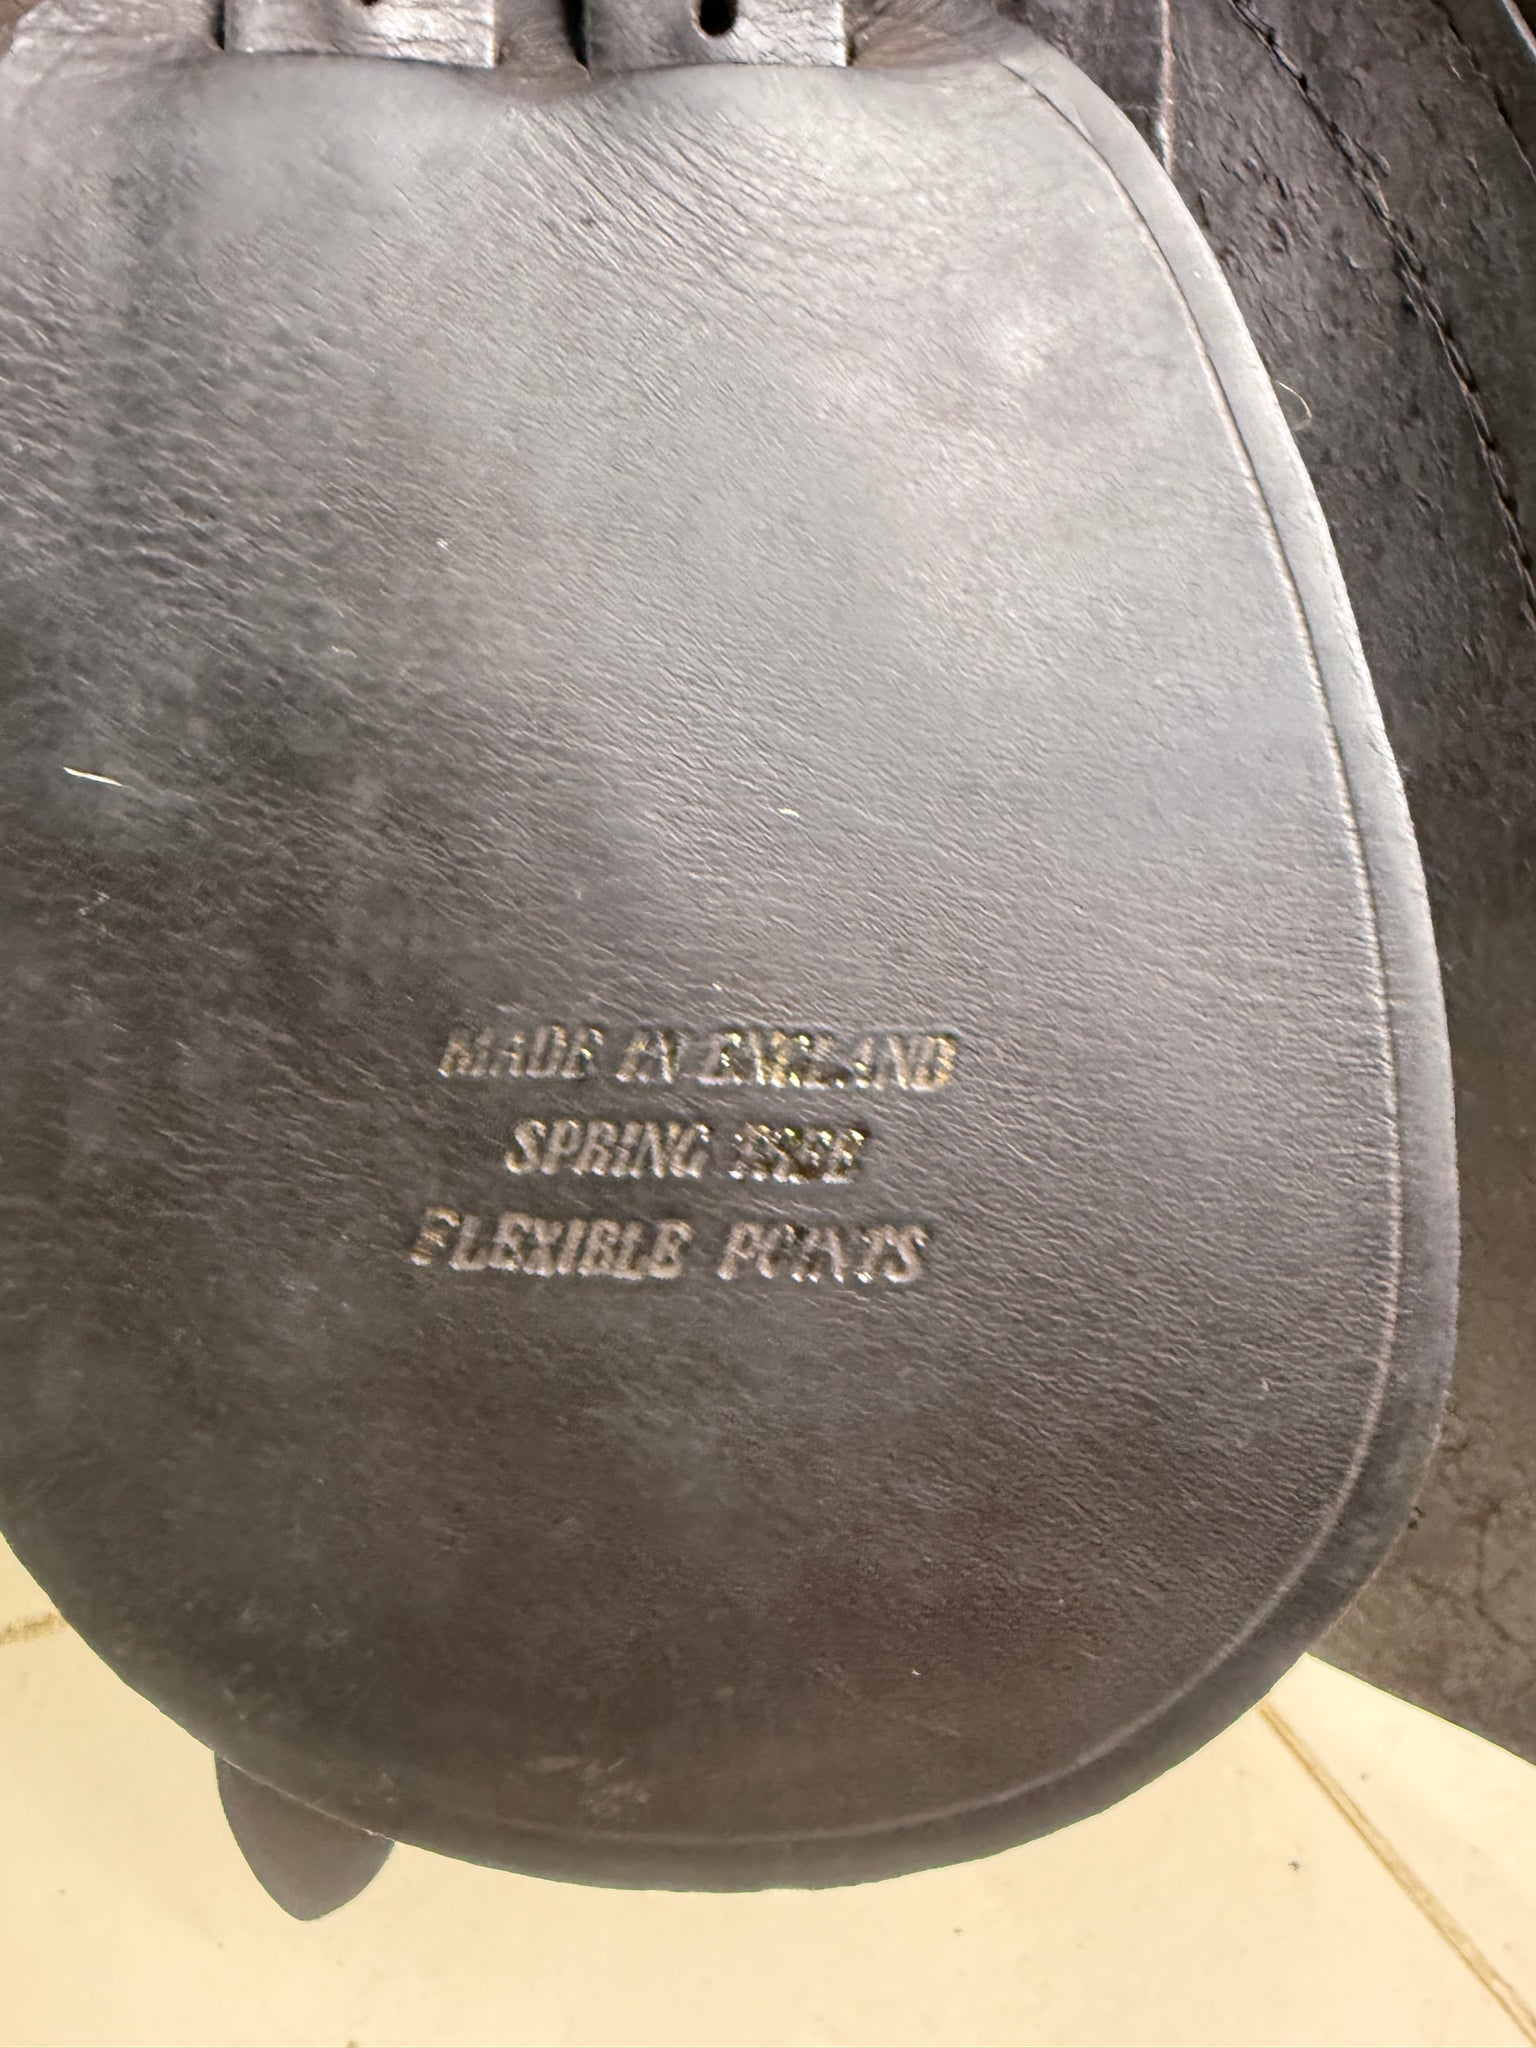 MADE IN ENGLAND
SPRING TREE
FLEXIBLE POINTS